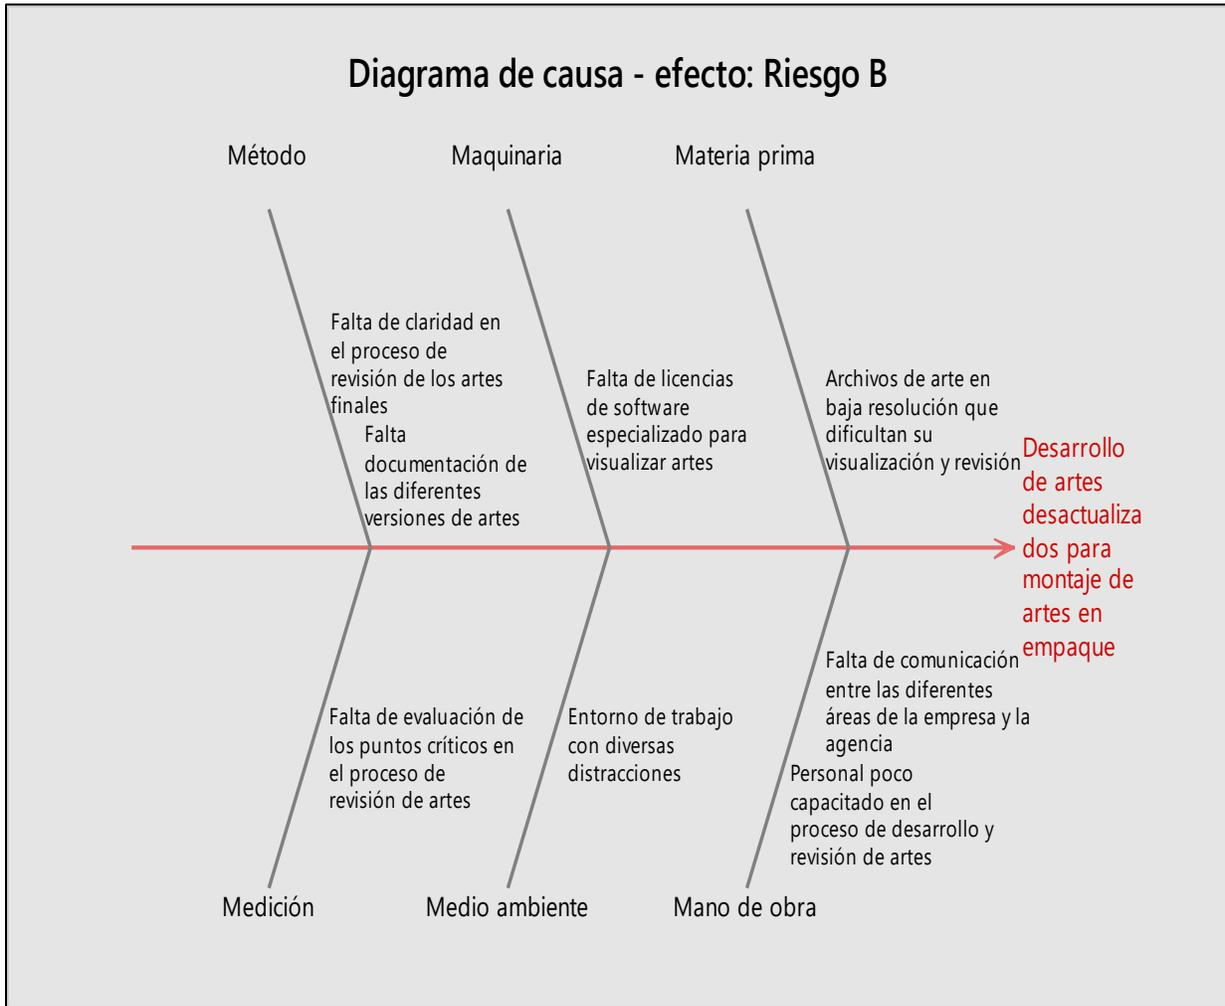 Diagrama de causa - efecto: Riesgo B
Método
Maquinaria
Materia prima
Falta de claridad en
el proceso de
revisión de los artes
finales
Falta
documentación de
las diferentes
versiones de artes
Falta de licencias
de software
especializado para
visualizar artes
Archivos de arte en
baja resolución que
dificultan su
visualización y revisión
Desarrollo
de artes
desactualiza
dos para
montaje de
artes en
empaque
Falta de evaluación de
los puntos críticos en
el proceso de
revisión de artes
Entorno de trabajo
con diversas
distracciones
Falta de comunicación
entre las diferentes
áreas de la empresa y la
agencia
Personal poco
capacitado en el
proceso de desarrollo y
revisión de artes
Medición
Medio ambiente
Mano de obra